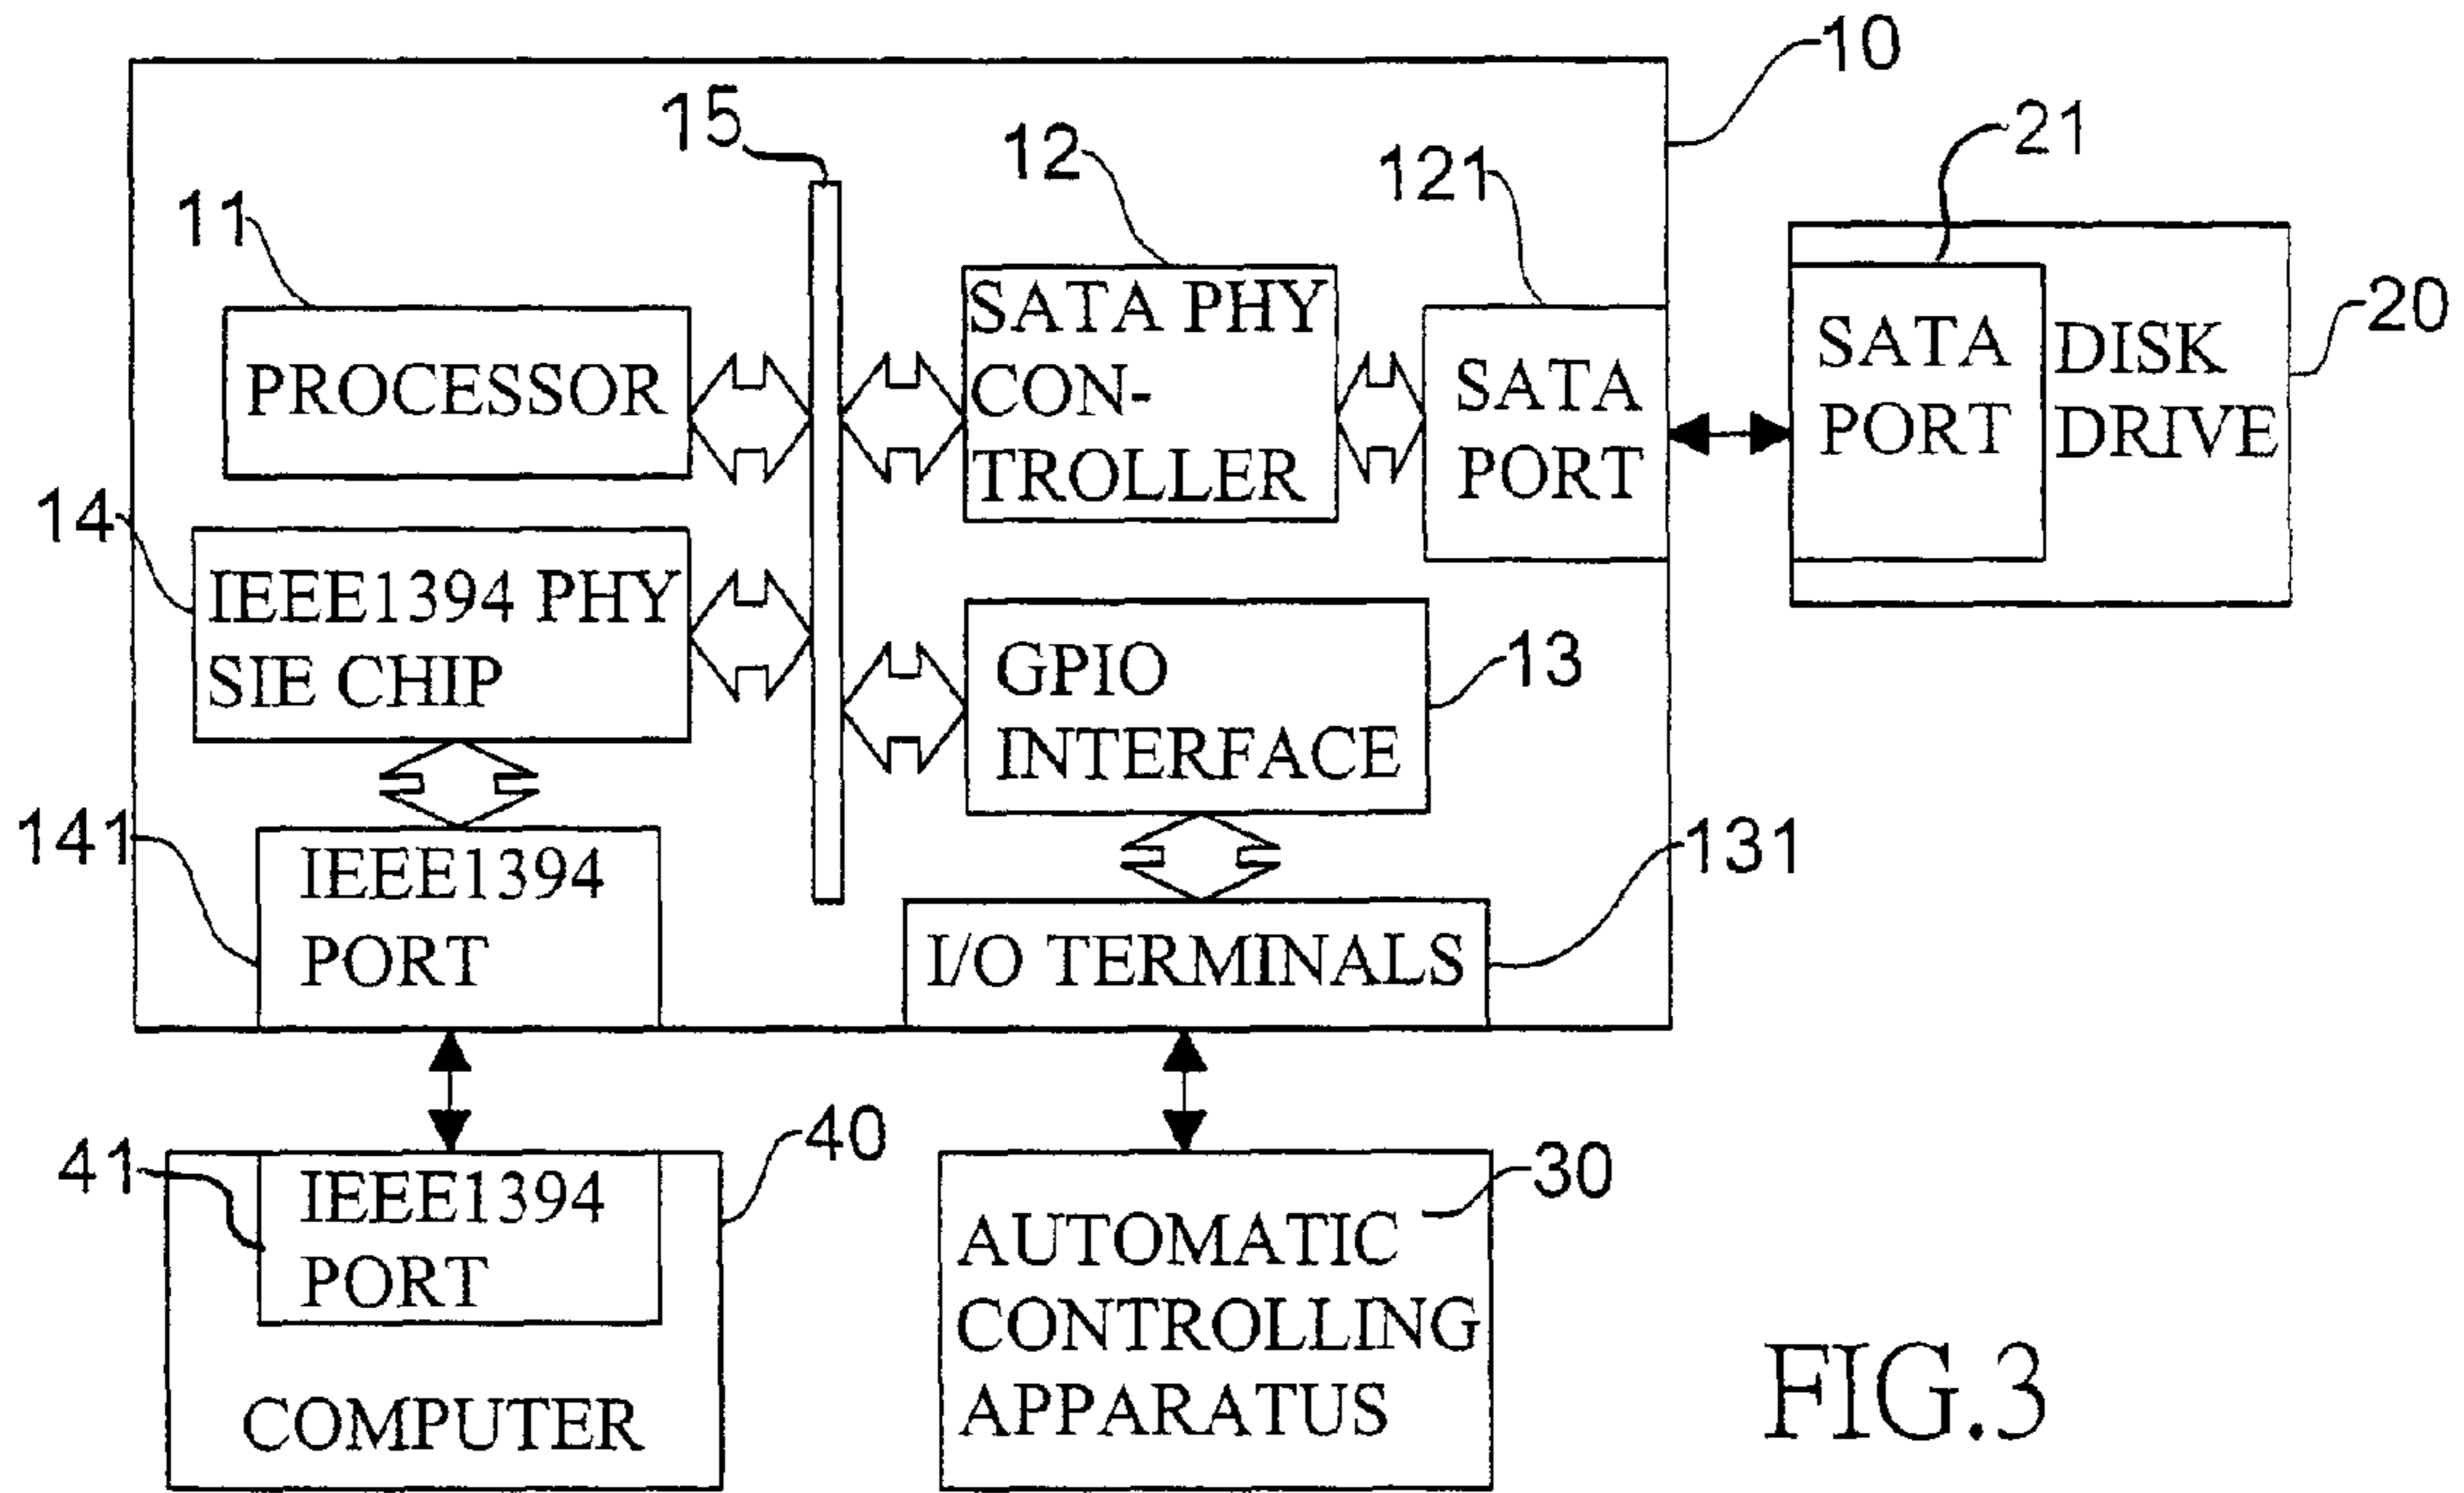 10
15
12
121
21
11
SATA PHY
CON-
TROLLER
20
PROCESSOR
SATA
PORT
SATA
PORT
DISK
DRIVE
14
IEEE1394 PHY
SIE CHIP
GPIO
INTERFACE
13
141
IEEE1394
PORT
131
I/O TERMINALS
41
40
IEEE1394
PORT
COMPUTER
30
AUTOMATIC
CONTROLLING
APPARATUS
FIG.3